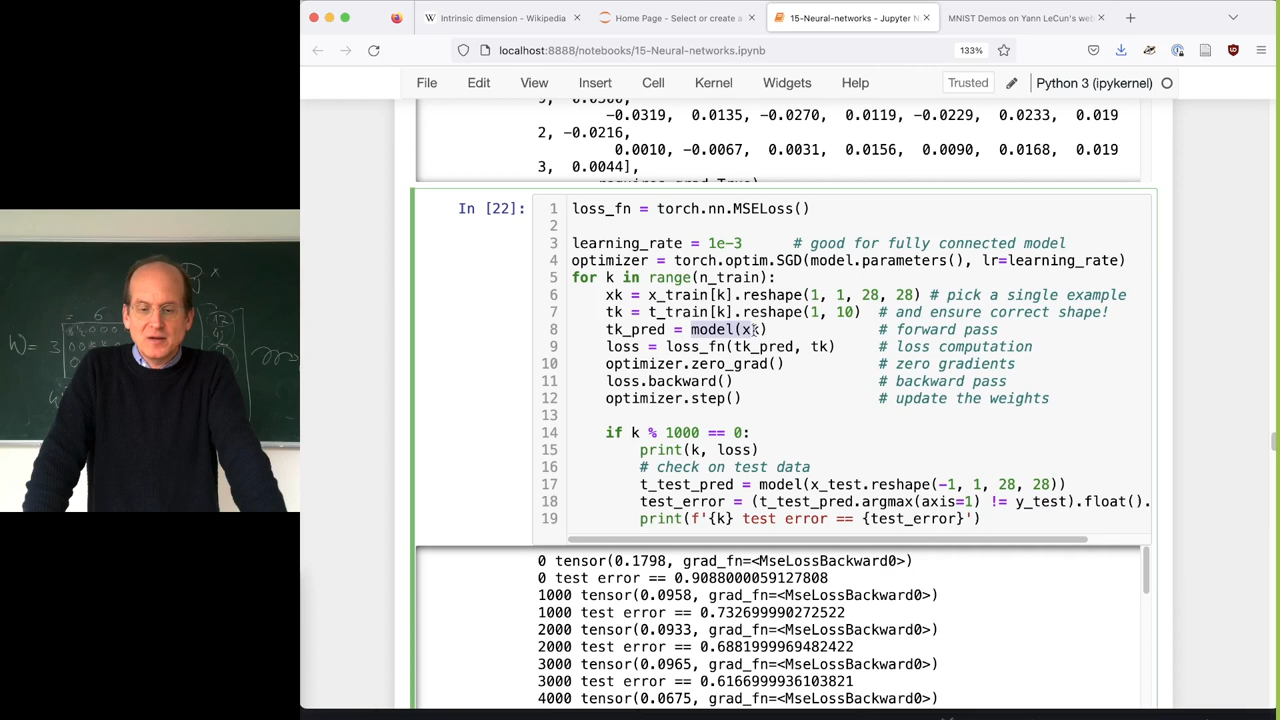 Intrinsic dimension - Wikipedia
Home Page - Select or create a
15-Neural-networks - Jupyter N
MNIST Demos on Yann LeCun's we
localhost:8888/notebooks/15-Neural-networks.ipynb
133%
File Edit View Insert Cell Kernel Widgets Help Trusted Python 3 (ipykernel)
-0.0319, 0.0135, -0.0270, 0.0119, -0.0229, 0.0233, 0.019
2, -0.0216,
0.0010, -0.0067, 0.0031, 0.0156, 0.0090, 0.0168, 0.019
3, 0.0044],
In [22]:
1 loss_fn = torch.nn.MSELoss()
2
3 learning_rate = 1e-3 # good for fully connected model
4 optimizer = torch.optim.SGD(model.parameters(), lr=learning_rate)
5 for k in range(n_train):
6 xk = x_train[k].reshape(1, 1, 28, 28) # pick a single example
7 tk = t_train[k].reshape(1, 10) # and ensure correct shape!
8 tk_pred = model(xk) # forward pass
9 loss = loss_fn(tk_pred, tk) # loss computation
10 optimizer.zero_grad() # zero gradients
11 loss.backward() # backward pass
12 optimizer.step() # update the weights
13
14 if k % 1000 == 0:
15 print(k, loss)
16 # check on test data
17 t_test_pred = model(x_test.reshape(-1, 1, 28, 28))
18 test_error = (t_test_pred.argmax(axis=1) != y_test).float().
19 print(f'{k} test error == {test_error}')
0 tensor(0.1798, grad_fn=<MseLossBackward0>)
0 test error == 0.9088000059127808
1000 tensor(0.0958, grad_fn=<MseLossBackward0>)
1000 test error == 0.732699990272522
2000 tensor(0.0933, grad_fn=<MseLossBackward0>)
2000 test error == 0.6881999969482422
3000 tensor(0.0965, grad_fn=<MseLossBackward0>)
3000 test error == 0.6166999936103821
4000 tensor(0.0675, grad_fn=<MseLossBackward0>)
W = 3
= 6